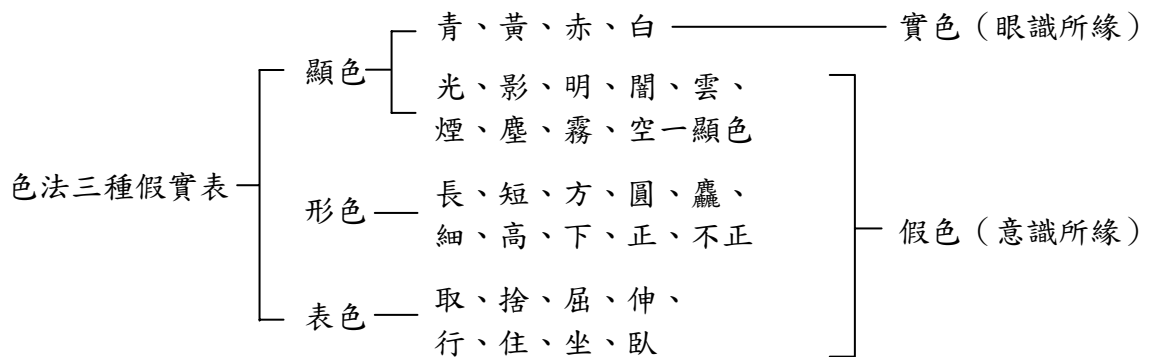 色法三種假實表
顯色
青、黃、赤、白
實色（眼識所緣）
光、影、明、闇、雲、
煙、塵、霧、空一顯色
形色
長、短、方、圓、麤、
細、高、下、正、不正
假色（意識所緣）
表色
取、捨、屈、伸、
行、住、坐、臥